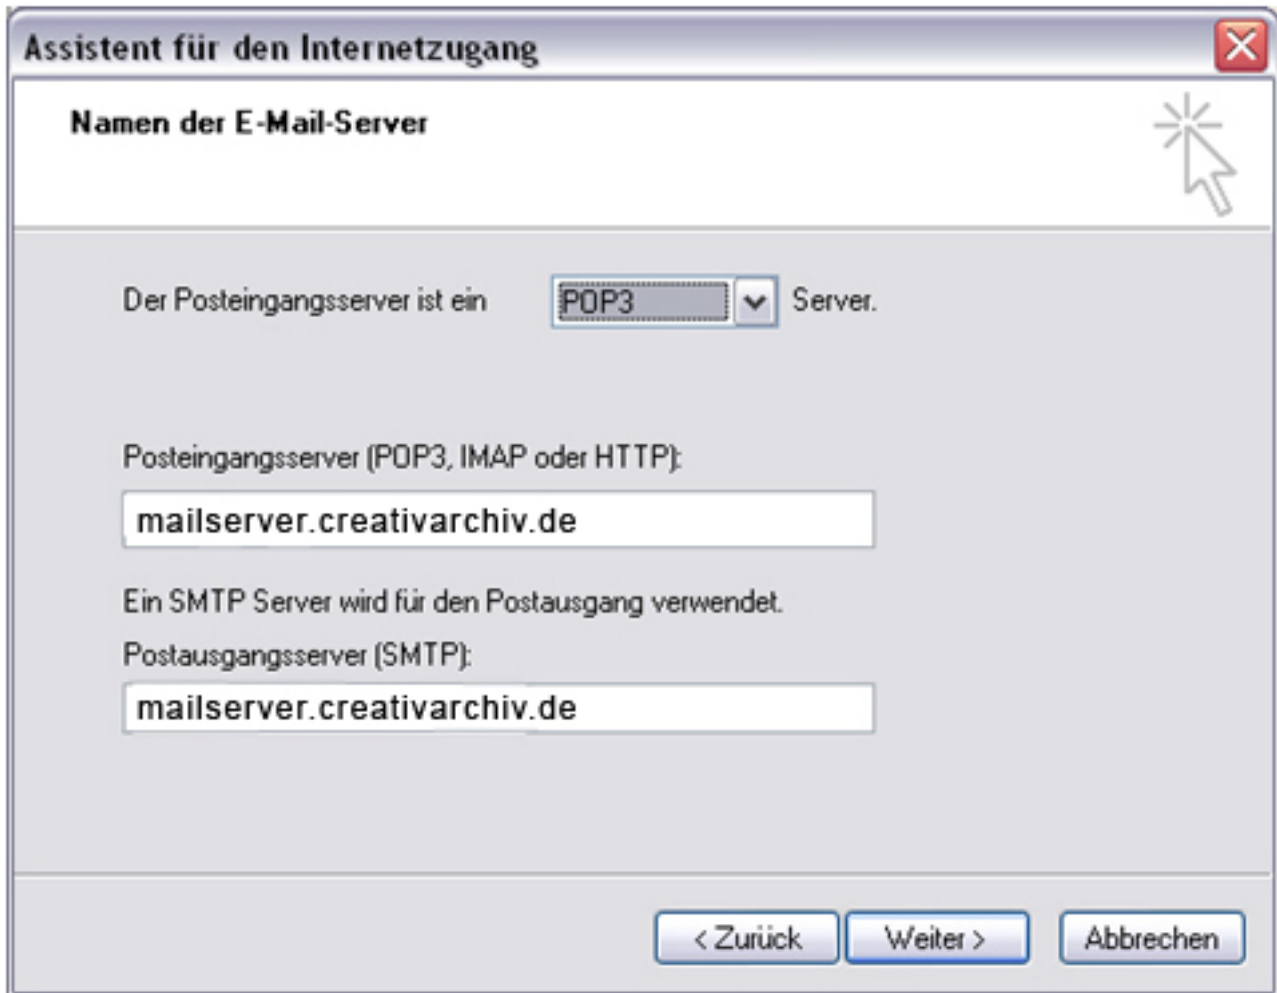 Assistent für den Internetzugang
Namen der E-Mail-Server
Der Posteingangsserver ist ein POP3 Server.
Posteingangsserver (POP3, IMAP oder HTTP):
mailserver.creativarchiv.de
Ein SMTP Server wird für den Postausgang verwendet.
Postausgangsserver (SMTP):
mailserver.creativarchiv.de
< Zurück Weiter > Abbrechen